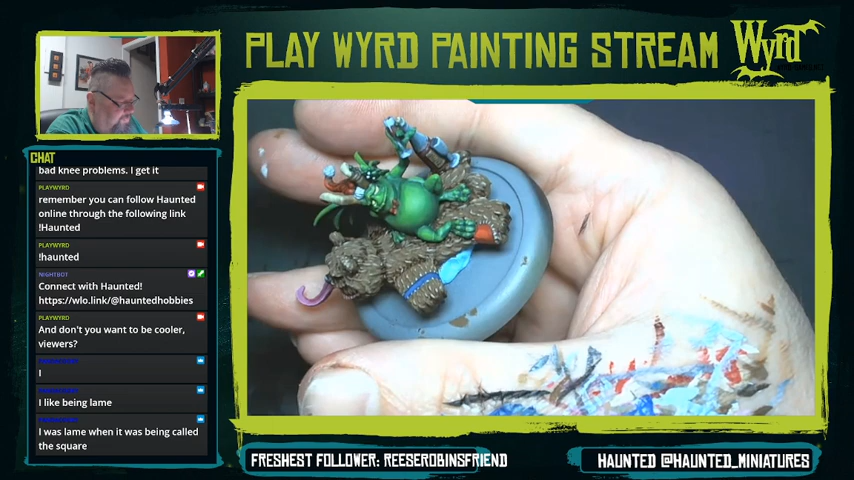 PLAY WYRD PAINTING STREAM
Wyrd
CHAT
bad knee problems. I get it
PLAYWYRD
remember you can follow Haunted
online through the following link
!Haunted
PLAYWYRD
!haunted
NIGHTBOT
Connect with Haunted!
https://wlo.link/@hauntedhobbies
PLAYWYRD
And don't you want to be cooler,
viewers?
I
I like being lame
I was lame when it was being called
the square
FRESHEST FOLLOWER: REESEROBINSFRIEND
HAUNTED @HAUNTED_MINIATURES